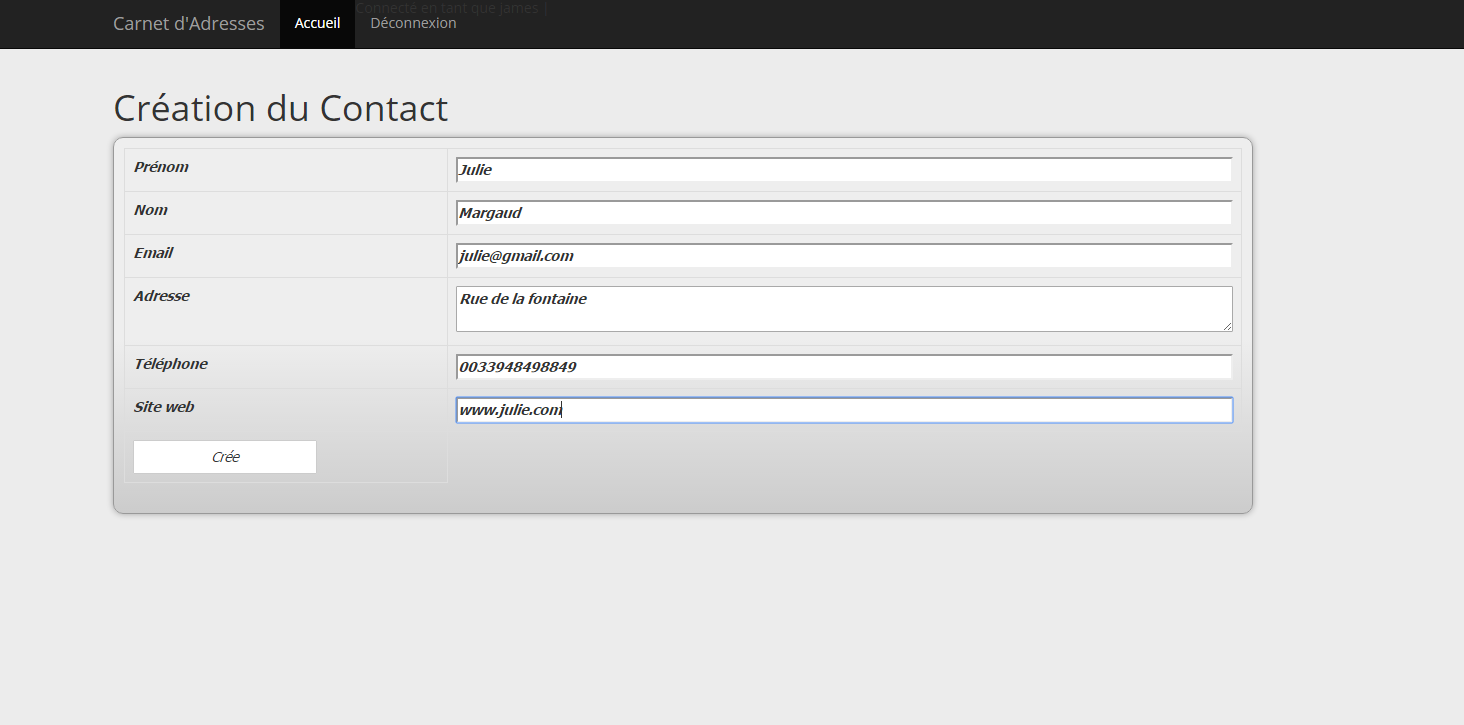 Carnet d'Adresses
Accueil
Connecte en tant que james |
Déconnexion
Création du Contact
Prénom Julie
Nom Margaud
Email julie@gmail.com
Adresse Rue de la fontaine
Téléphone 0033948498849
Site web www.julie.com
Crée